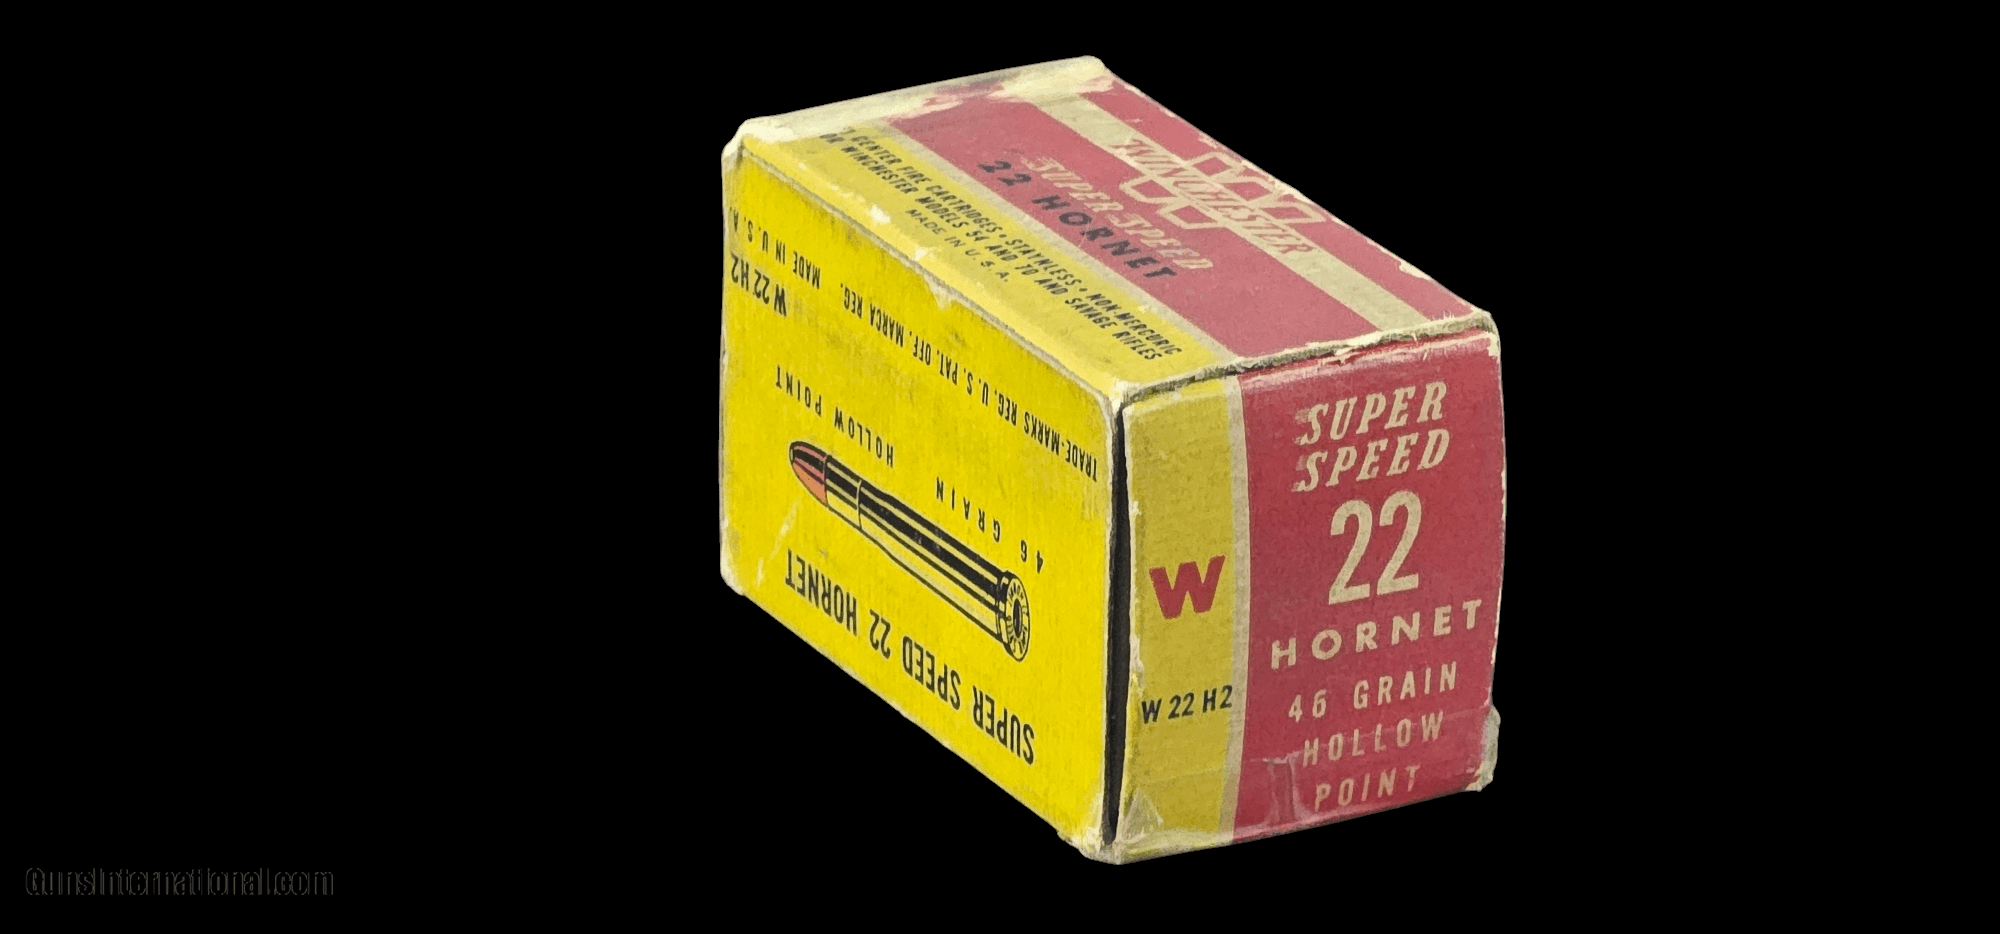 WINCHESTER
SUPER-SPEED
22 HORNET
CENTER FIRE CARTRIDGES • STAYNLESS • NON-MERCURIC
FOR WINCHESTER MODELS 54 AND 70 AND SAVAGE RIFLES
MADE IN U.S.A.
SUPER
SPEED
22
HORNET
46 GRAIN
HOLLOW
POINT
W
W 22 H2
SUPER SPEED 22 HORNET
46 GRAIN HOLLOW POINT
TRADE-MARKS REG. U.S. PAT. OFF. MARCA REG. MADE IN U.S.A.
W 22 H2
GunsInternational.com